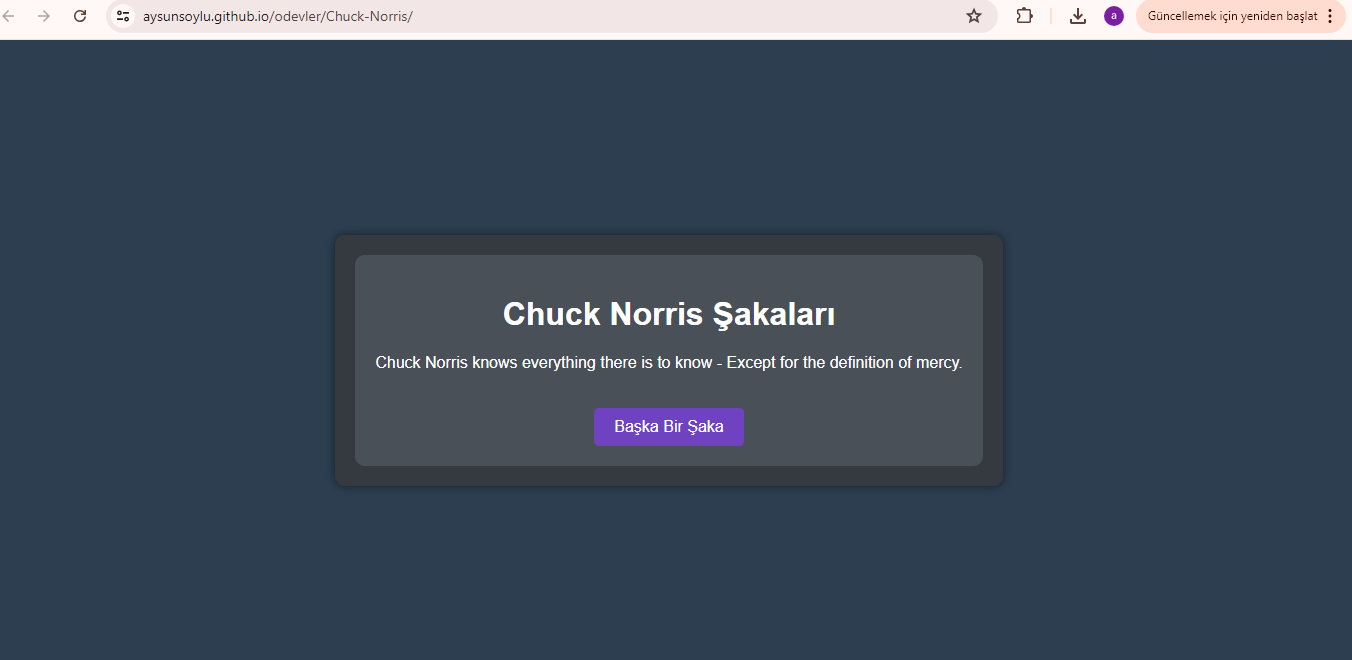 aysunsoylu.github.io/odevler/Chuck-Norris/
a
Güncellemek için yeniden başlat
Chuck Norris Şakaları
Chuck Norris knows everything there is to know - Except for the definition of mercy.
Başka Bir Şaka